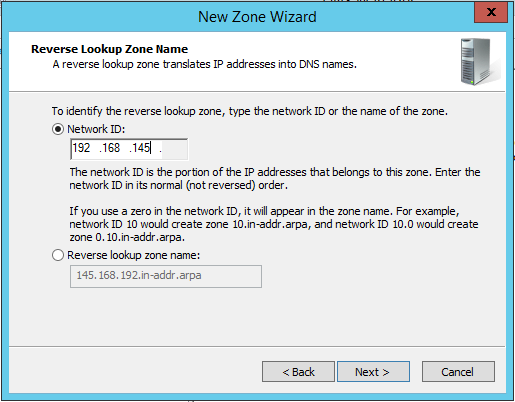 New Zone Wizard
x
Reverse Lookup Zone Name
A reverse lookup zone translates IP addresses into DNS names.
To identify the reverse lookup zone, type the network ID or the name of the zone.
Network ID:
192 .168 .145 .
The network ID is the portion of the IP addresses that belongs to this zone. Enter the
network ID in its normal (not reversed) order.
If you use a zero in the network ID, it will appear in the zone name. For example,
network ID 10 would create zone 10.in-addr.arpa, and network ID 10.0 would create
zone 0.10.in-addr.arpa.
Reverse lookup zone name:
145.168.192.in-addr.arpa
< Back
Next >
Cancel